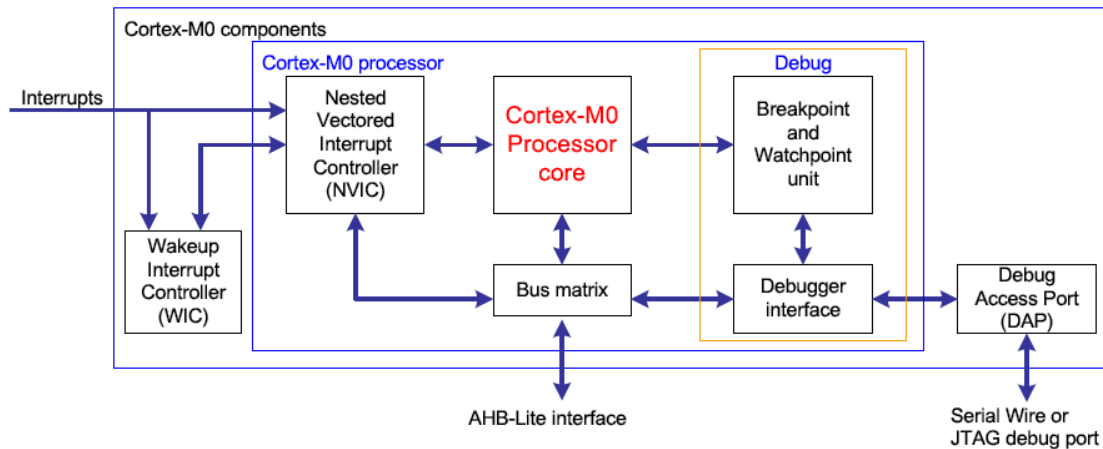 Cortex-M0 components
Cortex-M0 processor
Debug
Interrupts
Nested
Vectored
Interrupt
Controller
(NVIC)
Cortex-M0
Processor
core
Breakpoint
and
Watchpoint
unit
Wakeup
Interrupt
Controller
(WIC)
Bus matrix
Debugger
interface
Debug
Access Port
(DAP)
AHB-Lite interface
Serial Wire or
JTAG debug port